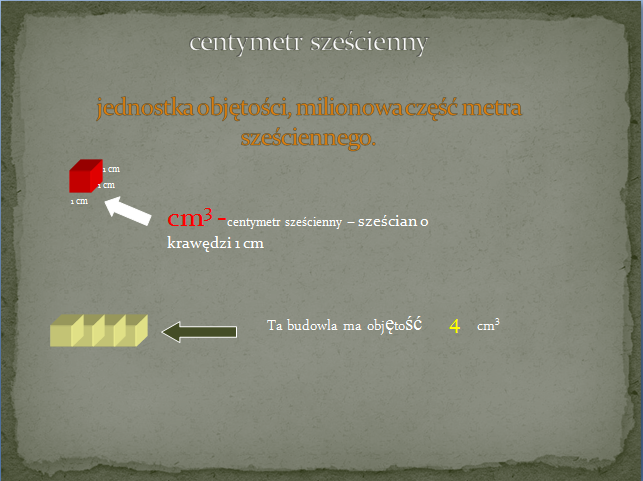 centymetr sześcienny
jednostka objętości, milionowa część metra
sześciennego.
1 cm
1 cm
1 cm
cm³ -centymetr sześcienny – sześcian o
krawędzi 1 cm
Ta budowla ma objętość 4 cm³